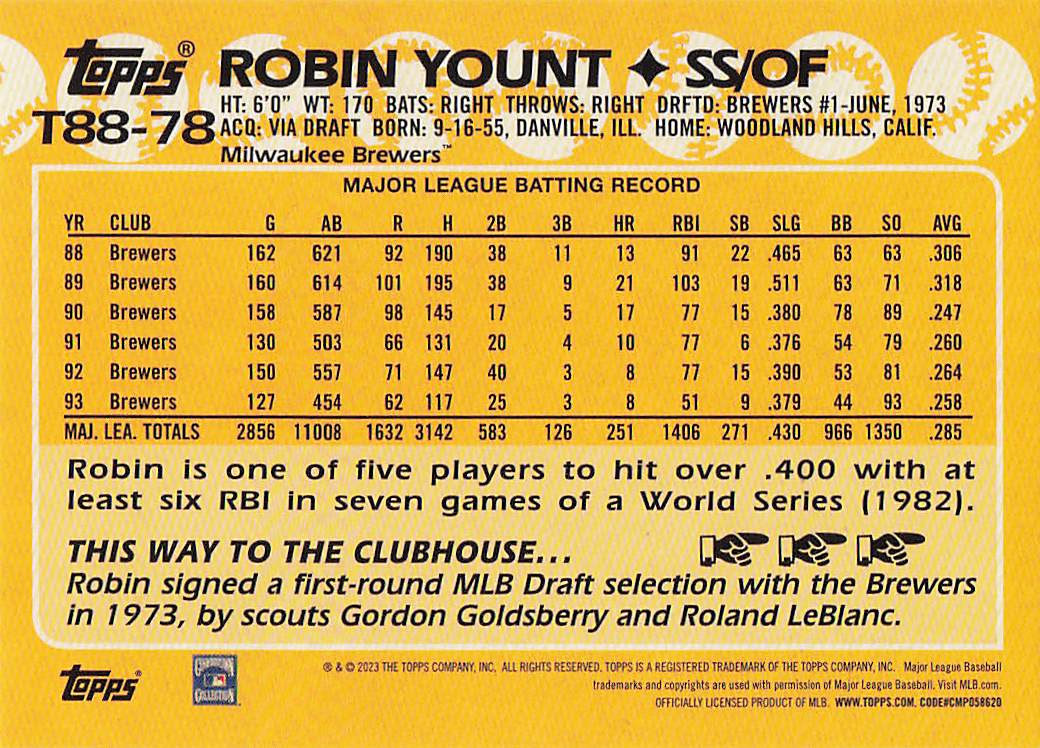 Topps®
ROBIN YOUNT ✦ SS/OF
T88-78
HT: 6'0" WT: 170 BATS: RIGHT THROWS: RIGHT DRFTD: BREWERS #1-JUNE, 1973
ACQ: VIA DRAFT BORN: 9-16-55, DANVILLE, ILL. HOME: WOODLAND HILLS, CALIF.
Milwaukee Brewers™
MAJOR LEAGUE BATTING RECORD
YR CLUB G AB R H 2B 3B HR RBI SB SLG BB SO AVG
88 Brewers 162 621 92 190 38 11 13 91 22 .465 63 63 .306
89 Brewers 160 614 101 195 38 9 21 103 19 .511 63 71 .318
90 Brewers 158 587 98 145 17 5 17 77 15 .380 78 89 .247
91 Brewers 130 503 66 131 20 4 10 77 6 .376 54 79 .260
92 Brewers 150 557 71 147 40 3 8 77 15 .390 53 81 .264
93 Brewers 127 454 62 117 25 3 8 51 9 .379 44 93 .258
MAJ. LEA. TOTALS 2856 11008 1632 3142 583 126 251 1406 271 .430 966 1350 .285
Robin is one of five players to hit over .400 with at
least six RBI in seven games of a World Series (1982).
THIS WAY TO THE CLUBHOUSE...
Robin signed a first-round MLB Draft selection with the Brewers
in 1973, by scouts Gordon Goldsberry and Roland LeBlanc.
Topps®
COOPERSTOWN
COLLECTION
® & © 2023 THE TOPPS COMPANY, INC. ALL RIGHTS RESERVED. TOPPS IS A REGISTERED TRADEMARK OF THE TOPPS COMPANY, INC. Major League Baseball
trademarks and copyrights are used with permission of Major League Baseball. Visit MLB.com.
OFFICIALLY LICENSED PRODUCT OF MLB. WWW.TOPPS.COM. CODE#CMP058620